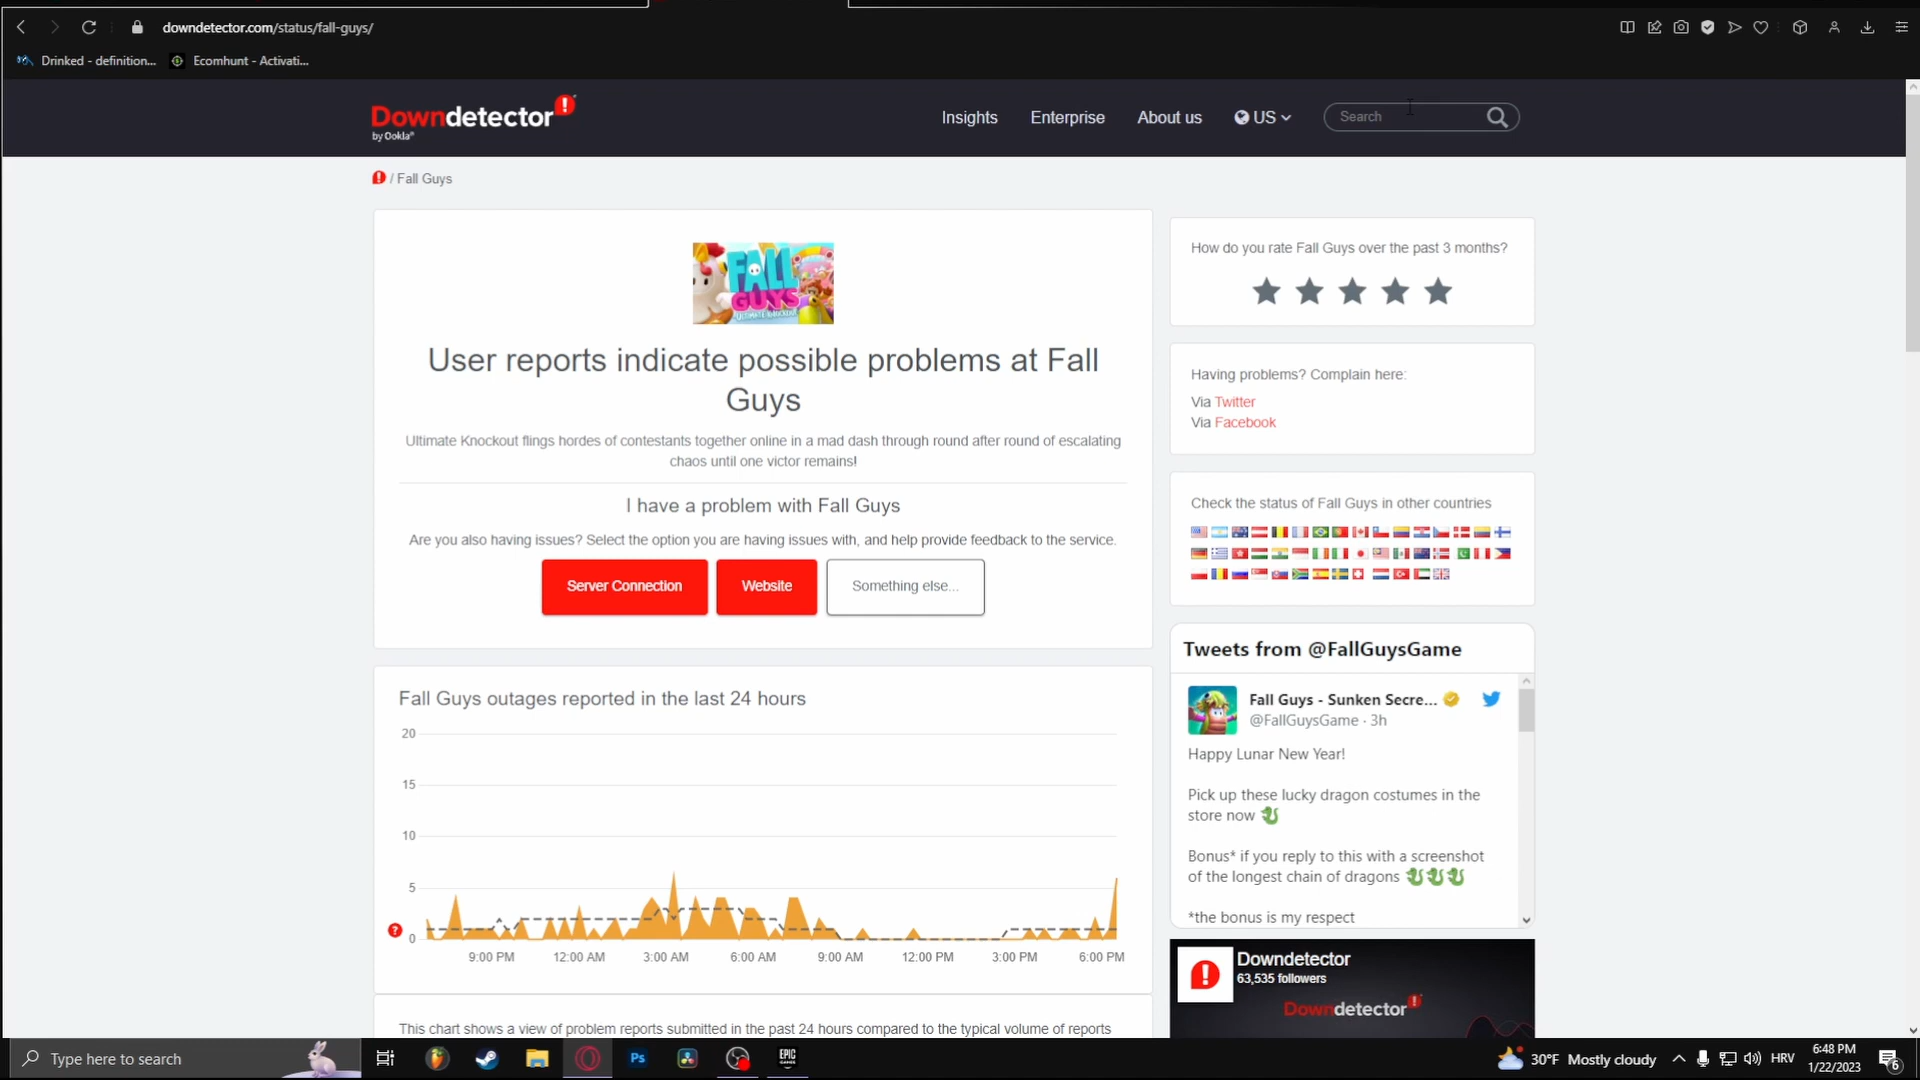 downdetector.com/status/fall-guys/
Drinked - definition...
Ecomhunt - Activati...
Downdetector
by Ookla®
Insights
Enterprise
About us
US
Search
/ Fall Guys
FALL
GUYS
ULTIMATE KNOCKOUT
User reports indicate possible problems at Fall
Guys
Ultimate Knockout flings hordes of contestants together online in a mad dash through round after round of escalating
chaos until one victor remains!
I have a problem with Fall Guys
Are you also having issues? Select the option you are having issues with, and help provide feedback to the service.
Server Connection
Website
Something else...
Fall Guys outages reported in the last 24 hours
20
15
10
5
0
9:00 PM
12:00 AM
3:00 AM
6:00 AM
9:00 AM
12:00 PM
3:00 PM
6:00 PM
This chart shows a view of problem reports submitted in the past 24 hours compared to the typical volume of reports
How do you rate Fall Guys over the past 3 months?
Having problems? Complain here:
Via Twitter
Via Facebook
Check the status of Fall Guys in other countries
Tweets from @FallGuysGame
Fall Guys - Sunken Secre...
@FallGuysGame · 3h
Happy Lunar New Year!
Pick up these lucky dragon costumes in the
store now
Bonus* if you reply to this with a screenshot
of the longest chain of dragons
*the bonus is my respect
Downdetector
63,535 followers
Downdetector
Type here to search
Ps
EPIC
GAMES
30°F Mostly cloudy
HRV
6:48 PM
1/22/2023
6